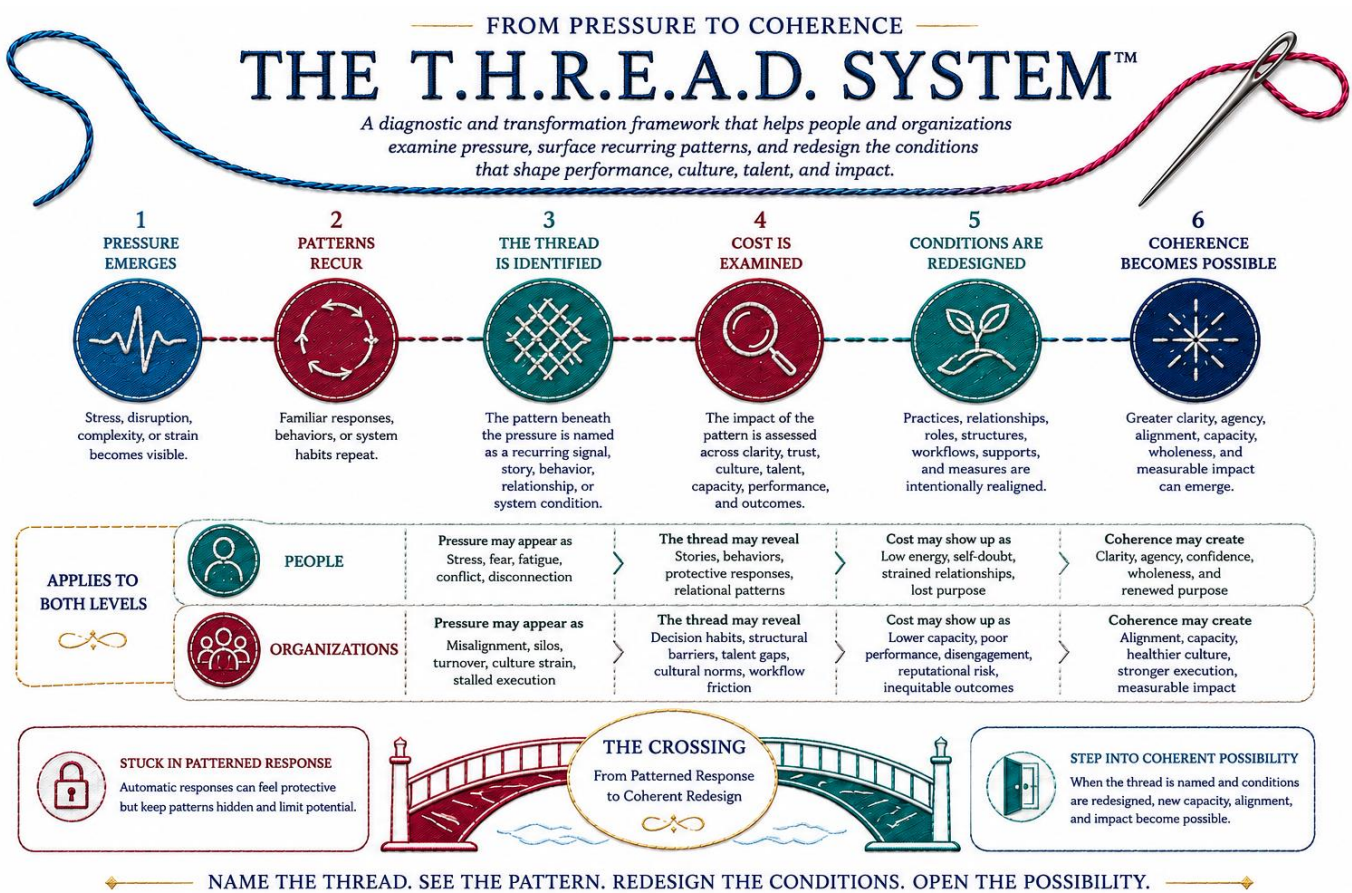 FROM PRESSURE TO COHERENCE
THE T.H.R.E.A.D. SYSTEM™
A diagnostic and transformation framework that helps people and organizations
examine pressure, surface recurring patterns, and redesign the conditions
that shape performance, culture, talent, and impact.
1
PRESSURE
EMERGES
Stress, disruption,
complexity, or strain
becomes visible.
2
PATTERNS
RECUR
Familiar responses,
behaviors, or system
habits repeat.
3
THE THREAD
IS IDENTIFIED
The pattern beneath
the pressure is named
as a recurring signal,
story, behavior,
relationship, or
system condition.
4
COST IS
EXAMINED
The impact of the
pattern is assessed
across clarity, trust,
culture, talent,
capacity, performance,
and outcomes.
5
CONDITIONS ARE
REDESIGNED
Practices, relationships,
roles, structures,
workflows, supports,
and measures are
intentionally realigned.
6
COHERENCE
BECOMES POSSIBLE
Greater clarity, agency,
alignment, capacity,
wholeness, and
measurable impact
can emerge.
APPLIES TO
BOTH LEVELS
PEOPLE
Pressure may appear as
Stress, fear, fatigue,
conflict, disconnection
The thread may reveal
Stories, behaviors,
protective responses,
relational patterns
Cost may show up as
Low energy, self-doubt,
strained relationships,
lost purpose
Coherence may create
Clarity, agency, confidence,
wholeness, and
renewed purpose
ORGANIZATIONS
Pressure may appear as
Misalignment, silos,
turnover, culture strain,
stalled execution
The thread may reveal
Decision habits, structural
barriers, talent gaps,
cultural norms, workflow
friction
Cost may show up as
Lower capacity, poor
performance, disengagement,
reputational risk,
inequitable outcomes
Coherence may create
Alignment, capacity,
healthier culture,
stronger execution,
measurable impact
STUCK IN PATTERNED RESPONSE
Automatic responses can feel protective
but keep patterns hidden and limit potential.
THE CROSSING
From Patterned Response
to Coherent Redesign
STEP INTO COHERENT POSSIBILITY
When the thread is named and conditions
are redesigned, new capacity, alignment,
and impact become possible.
NAME THE THREAD. SEE THE PATTERN. REDESIGN THE CONDITIONS. OPEN THE POSSIBILITY.